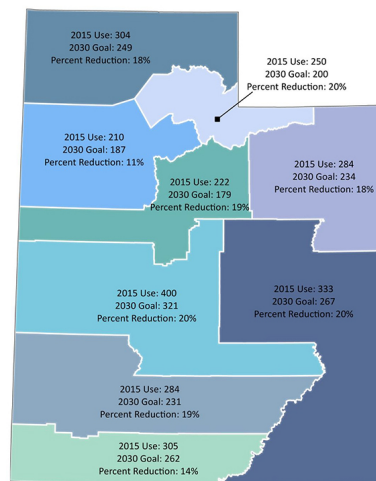 2015 Use: 304
2030 Goal: 249
Percent Reduction: 18%
2015 Use: 250
2030 Goal: 200
Percent Reduction: 20%
2015 Use: 210
2030 Goal: 187
Percent Reduction: 11%
2015 Use: 222
2030 Goal: 179
Percent Reduction: 19%
2015 Use: 284
2030 Goal: 234
Percent Reduction: 18%
2015 Use: 400
2030 Goal: 321
Percent Reduction: 20%
2015 Use: 333
2030 Goal: 267
Percent Reduction: 20%
2015 Use: 284
2030 Goal: 231
Percent Reduction: 19%
2015 Use: 305
2030 Goal: 262
Percent Reduction: 14%